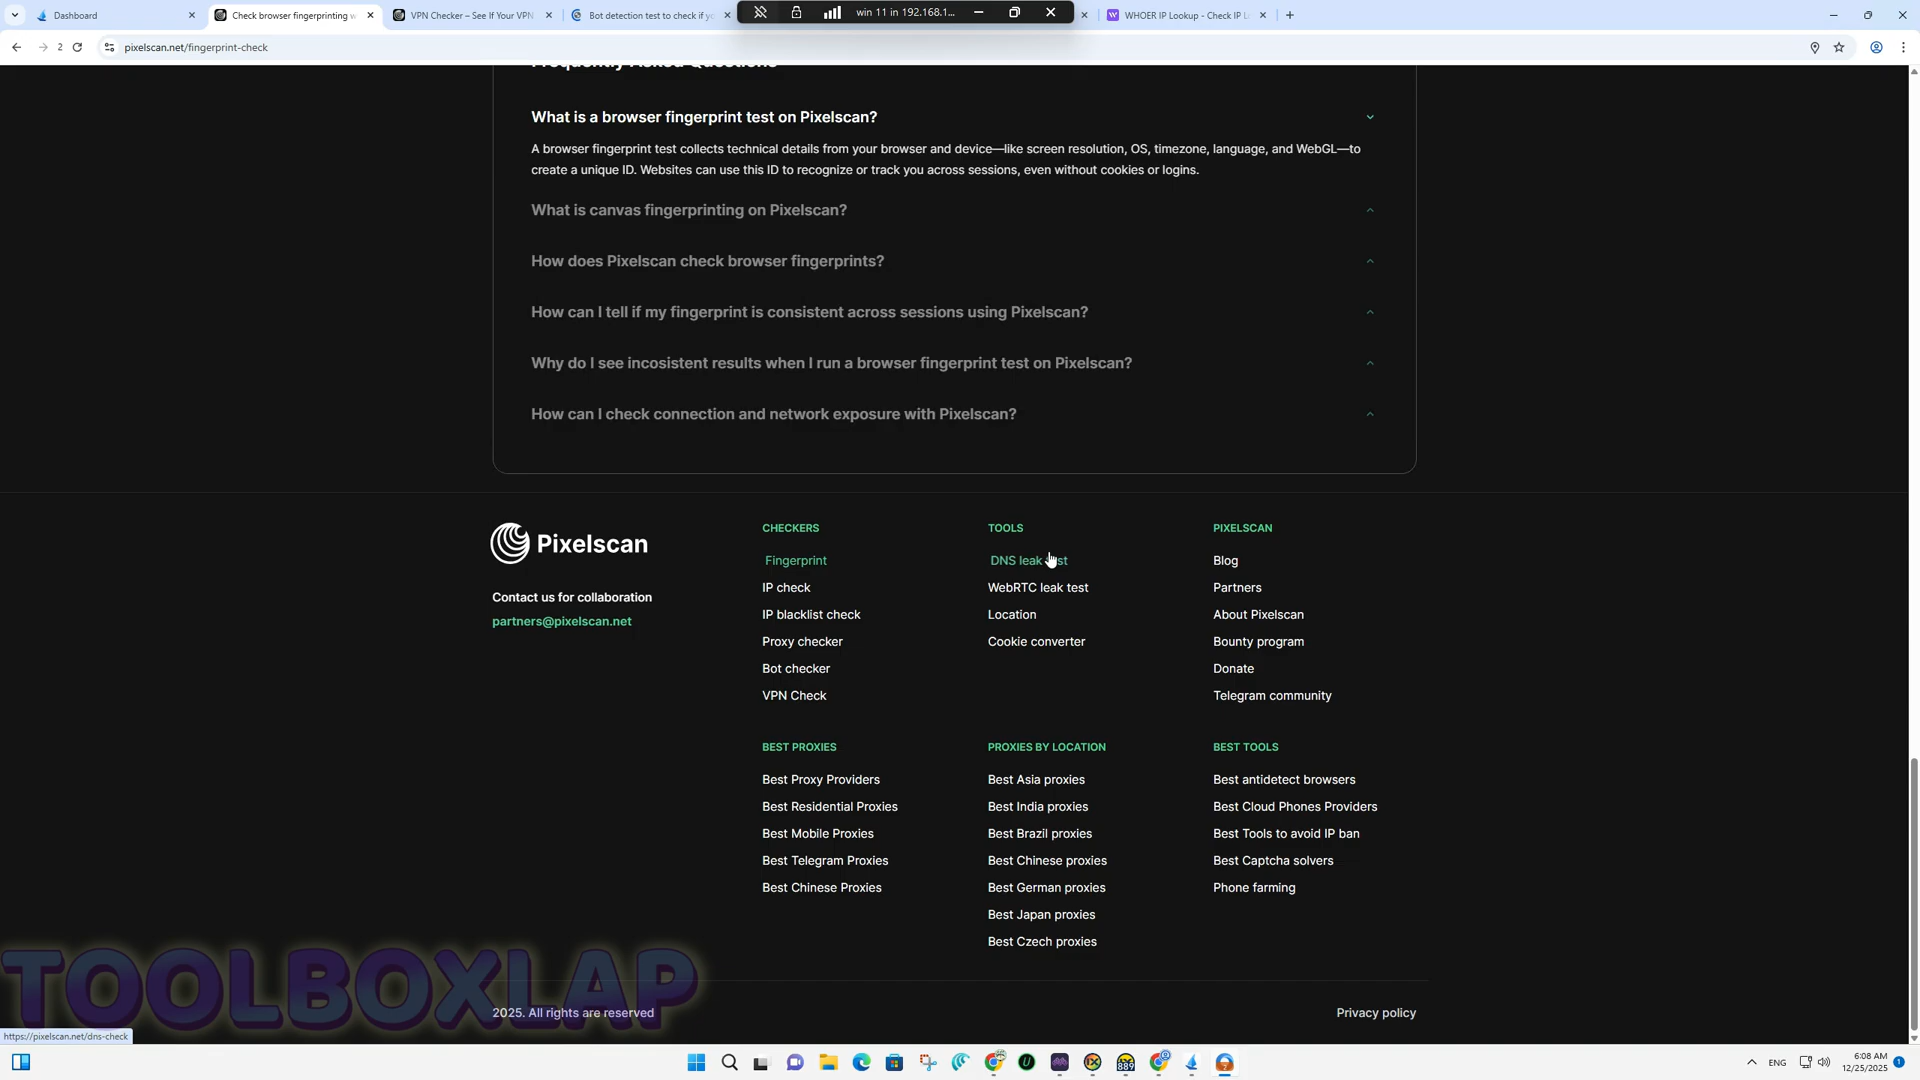 Dashboard
Check browser fingerprinting w
VPN Checker – See If Your VPN
Bot detection test to check if yo
win 11 in 192.168.1...
WHOER IP Lookup - Check IP L
2
pixelscan.net/fingerprint-check
Frequently Asked Questions
What is a browser fingerprint test on Pixelscan?
A browser fingerprint test collects technical details from your browser and device—like screen resolution, OS, timezone, language, and WebGL—to
create a unique ID. Websites can use this ID to recognize or track you across sessions, even without cookies or logins.
What is canvas fingerprinting on Pixelscan?
How does Pixelscan check browser fingerprints?
How can I tell if my fingerprint is consistent across sessions using Pixelscan?
Why do I see incosistent results when I run a browser fingerprint test on Pixelscan?
How can I check connection and network exposure with Pixelscan?
Pixelscan
Contact us for collaboration
partners@pixelscan.net
CHECKERS
Fingerprint
IP check
IP blacklist check
Proxy checker
Bot checker
VPN Check
TOOLS
DNS leak test
WebRTC leak test
Location
Cookie converter
PIXELSCAN
Blog
Partners
About Pixelscan
Bounty program
Donate
Telegram community
BEST PROXIES
Best Proxy Providers
Best Residential Proxies
Best Mobile Proxies
Best Telegram Proxies
Best Chinese Proxies
PROXIES BY LOCATION
Best Asia proxies
Best India proxies
Best Brazil proxies
Best Chinese proxies
Best German proxies
Best Japan proxies
Best Czech proxies
BEST TOOLS
Best antidetect browsers
Best Cloud Phones Providers
Best Tools to avoid IP ban
Best Captcha solvers
Phone farming
TOOLBOXLAP
2025. All rights are reserved
Privacy policy
https://pixelscan.net/dns-check
889
ENG
6:08 AM
12/25/2025
1